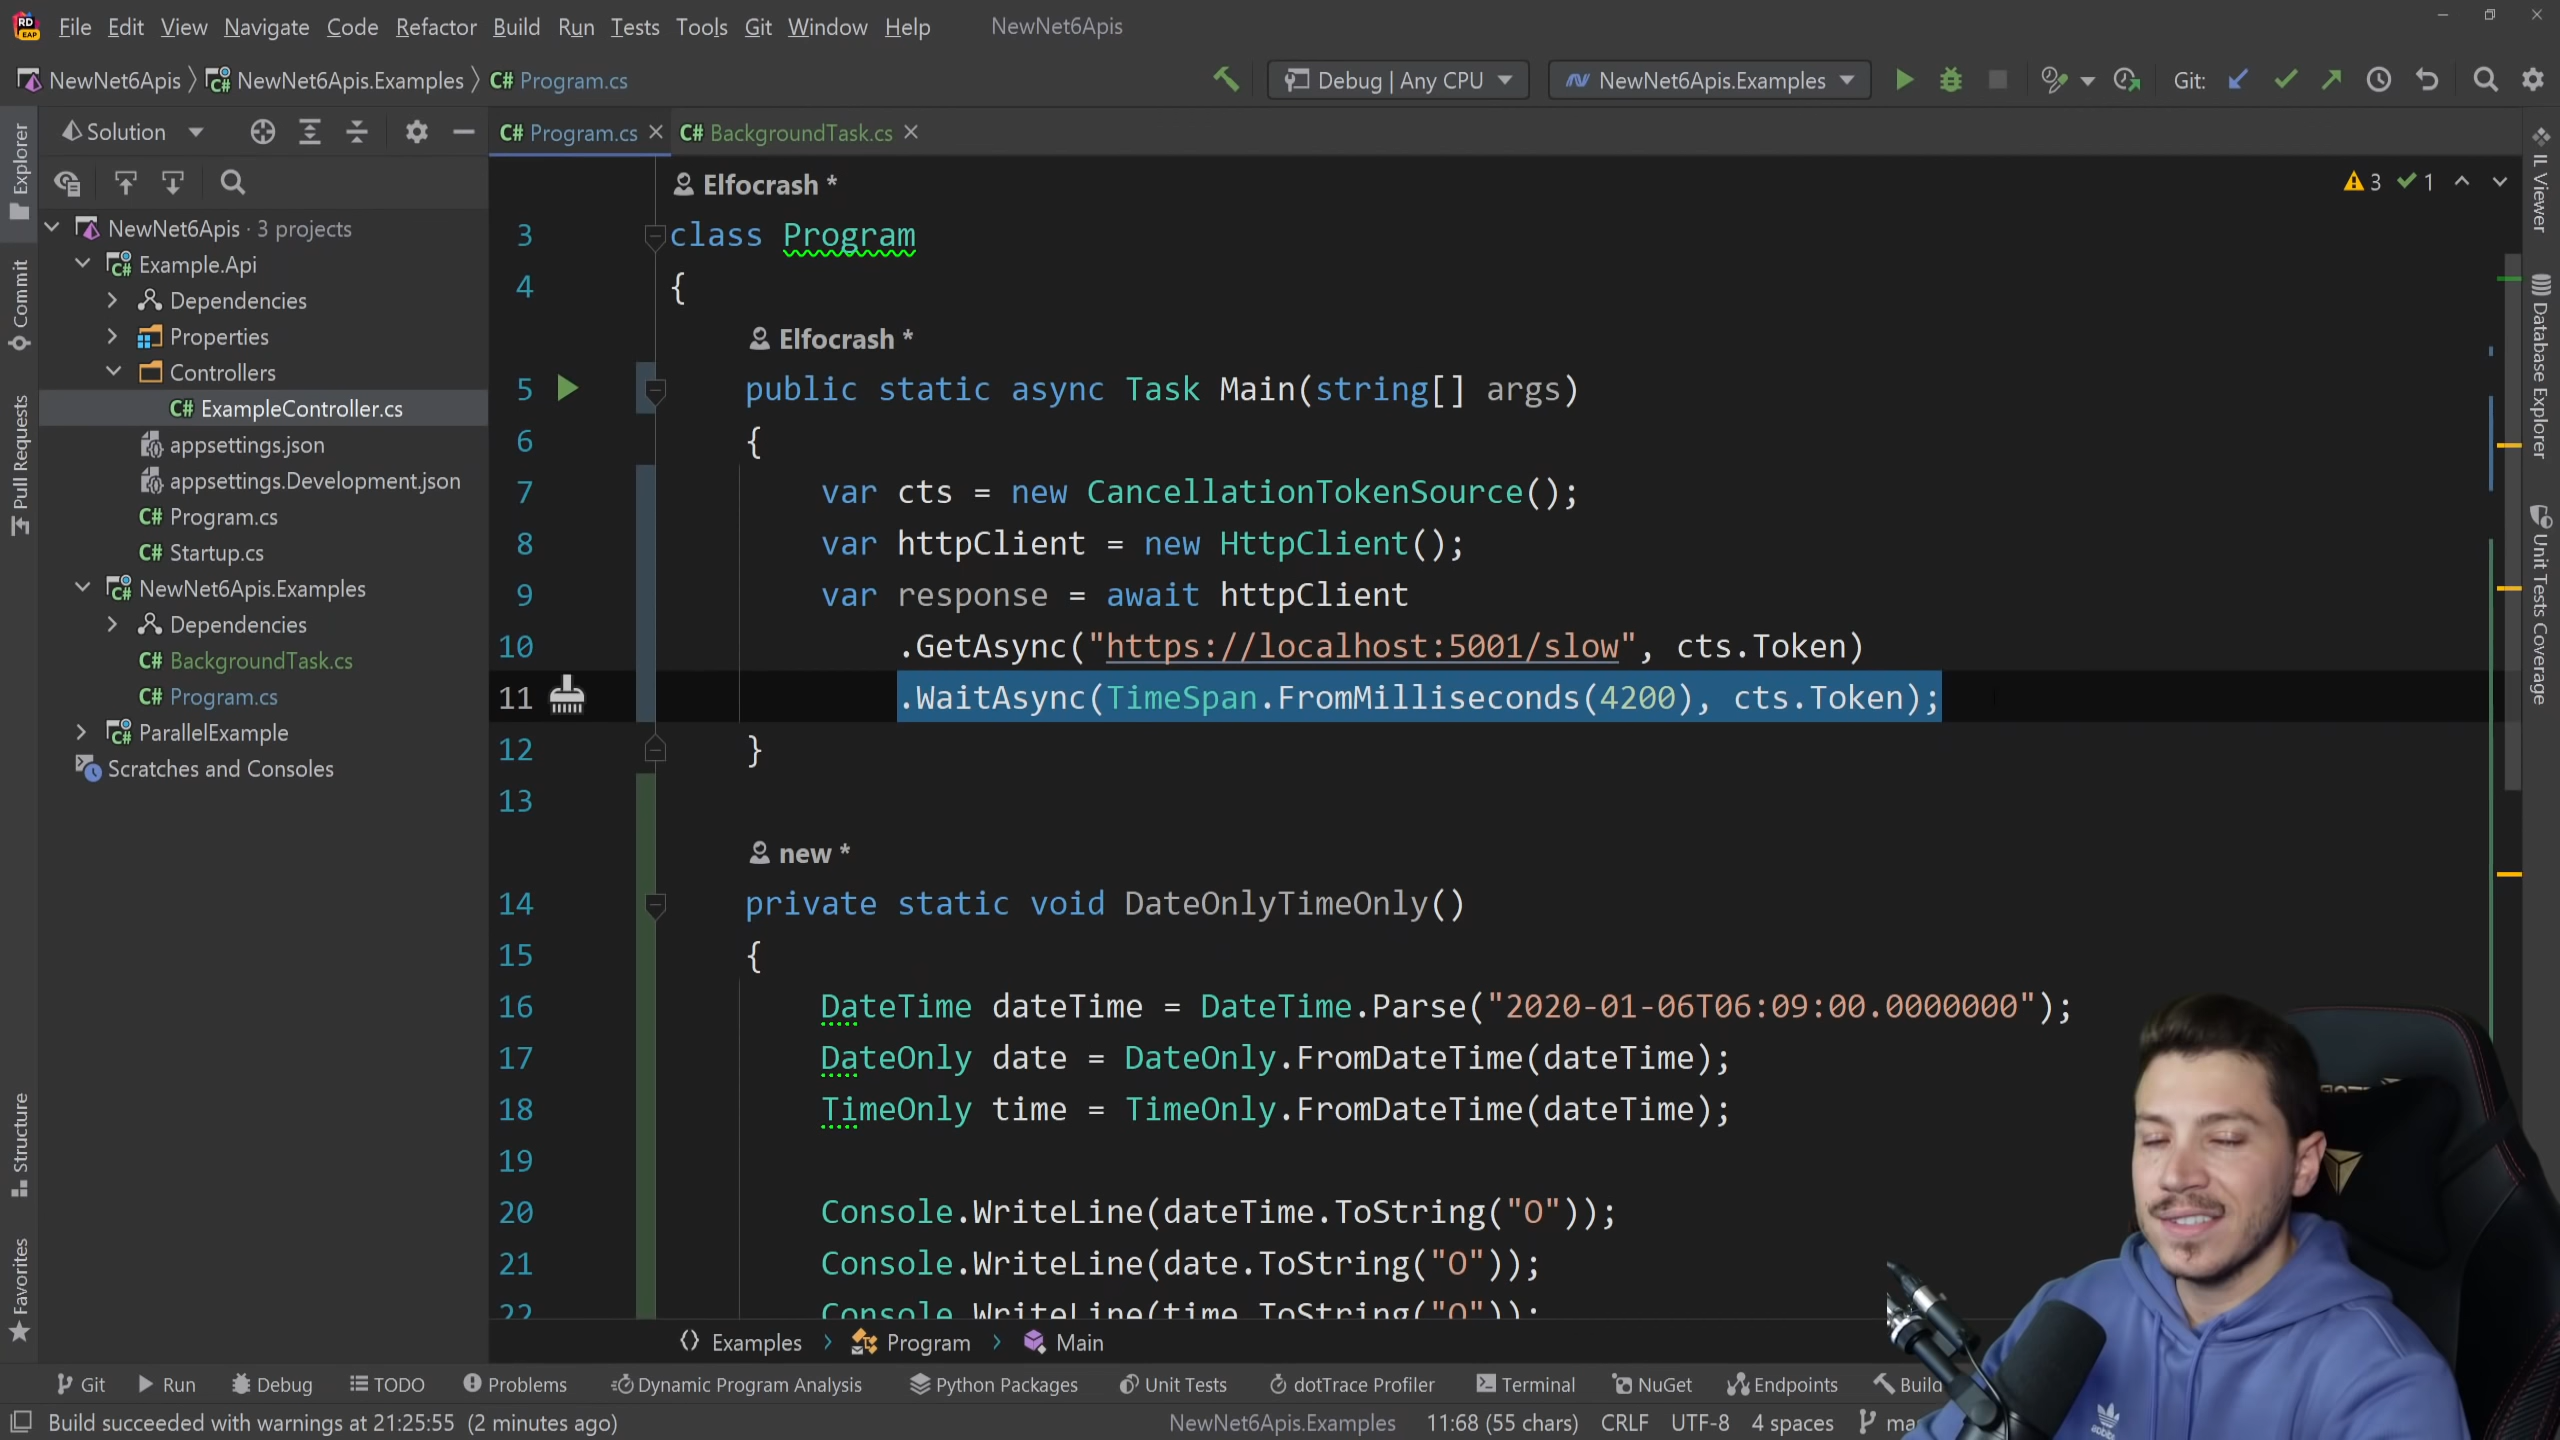 RD
EAP
File Edit View Navigate Code Refactor Build Run Tests Tools Git Window Help NewNet6Apis
NewNet6Apis NewNet6Apis.Examples C# Program.cs
Debug | Any CPU
NewNet6Apis.Examples
Git:
Solution
C# Program.cs
C# BackgroundTask.cs
Explorer
Commit
Pull Requests
Structure
Favorites
NewNet6Apis · 3 projects
Example.Api
Dependencies
Properties
Controllers
C# ExampleController.cs
appsettings.json
appsettings.Development.json
C# Program.cs
C# Startup.cs
NewNet6Apis.Examples
Dependencies
C# BackgroundTask.cs
C# Program.cs
ParallelExample
Scratches and Consoles
3 1
Elfocrash *
3 class Program
4 {
Elfocrash *
5 public static async Task Main(string[] args)
6 {
7 var cts = new CancellationTokenSource();
8 var httpClient = new HttpClient();
9 var response = await httpClient
10 .GetAsync("https://localhost:5001/slow", cts.Token)
11 .WaitAsync(TimeSpan.FromMilliseconds(4200), cts.Token);
12 }
13
new *
14 private static void DateOnlyTimeOnly()
15 {
16 DateTime dateTime = DateTime.Parse("2020-01-06T06:09:00.0000000");
17 DateOnly date = DateOnly.FromDateTime(dateTime);
18 TimeOnly time = TimeOnly.FromDateTime(dateTime);
19
20 Console.WriteLine(dateTime.ToString("O"));
21 Console.WriteLine(date.ToString("O"));
22 Console.WriteLine(time.ToString("O"));
IL Viewer
Database Explorer
Unit Tests Coverage
Examples Program Main
Git Run Debug TODO Problems Dynamic Program Analysis Python Packages Unit Tests dotTrace Profiler Terminal NuGet Endpoints Build
Build succeeded with warnings at 21:25:55 (2 minutes ago)
NewNet6Apis.Examples 11:68 (55 chars) CRLF UTF-8 4 spaces
adidas